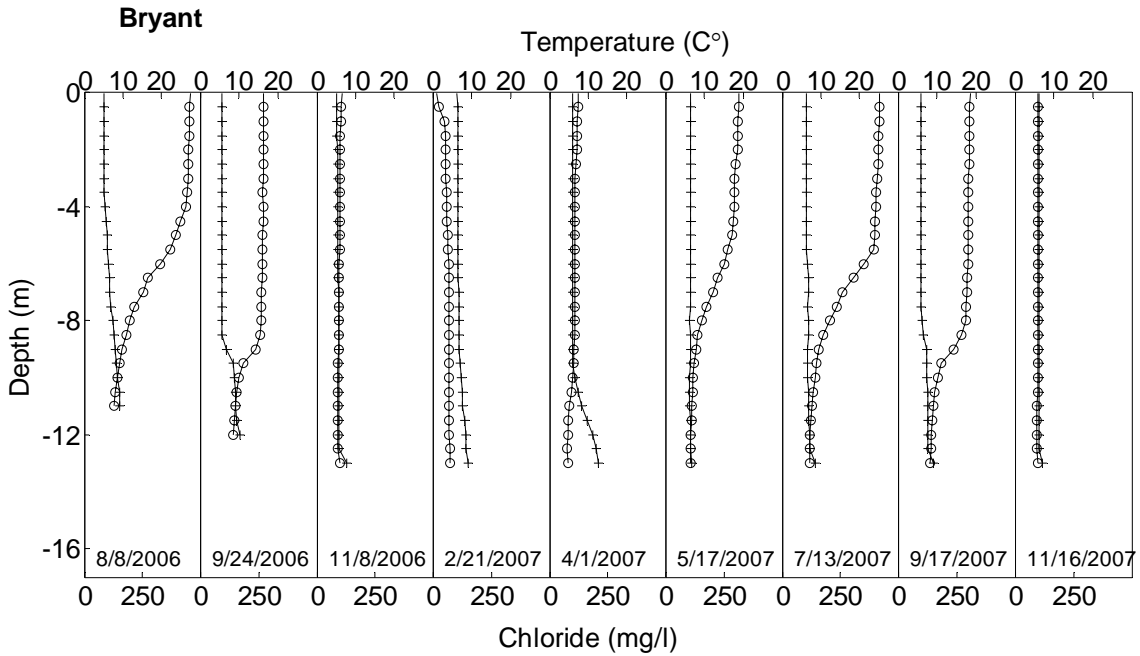 Bryant
Temperature (C°)
0 10 20 0 10 20 0 10 20 0 10 20 0 10 20 0 10 20 0 10 20 0 10 20 0 10 20
0
-4
-8
-12
-16
Depth (m)
8/8/2006 9/24/2006 11/8/2006 2/21/2007 4/1/2007 5/17/2007 7/13/2007 9/17/2007 11/16/2007
0 250 0 250 0 250 0 250 0 250 0 250 0 250 0 250 0 250
Chloride (mg/l)